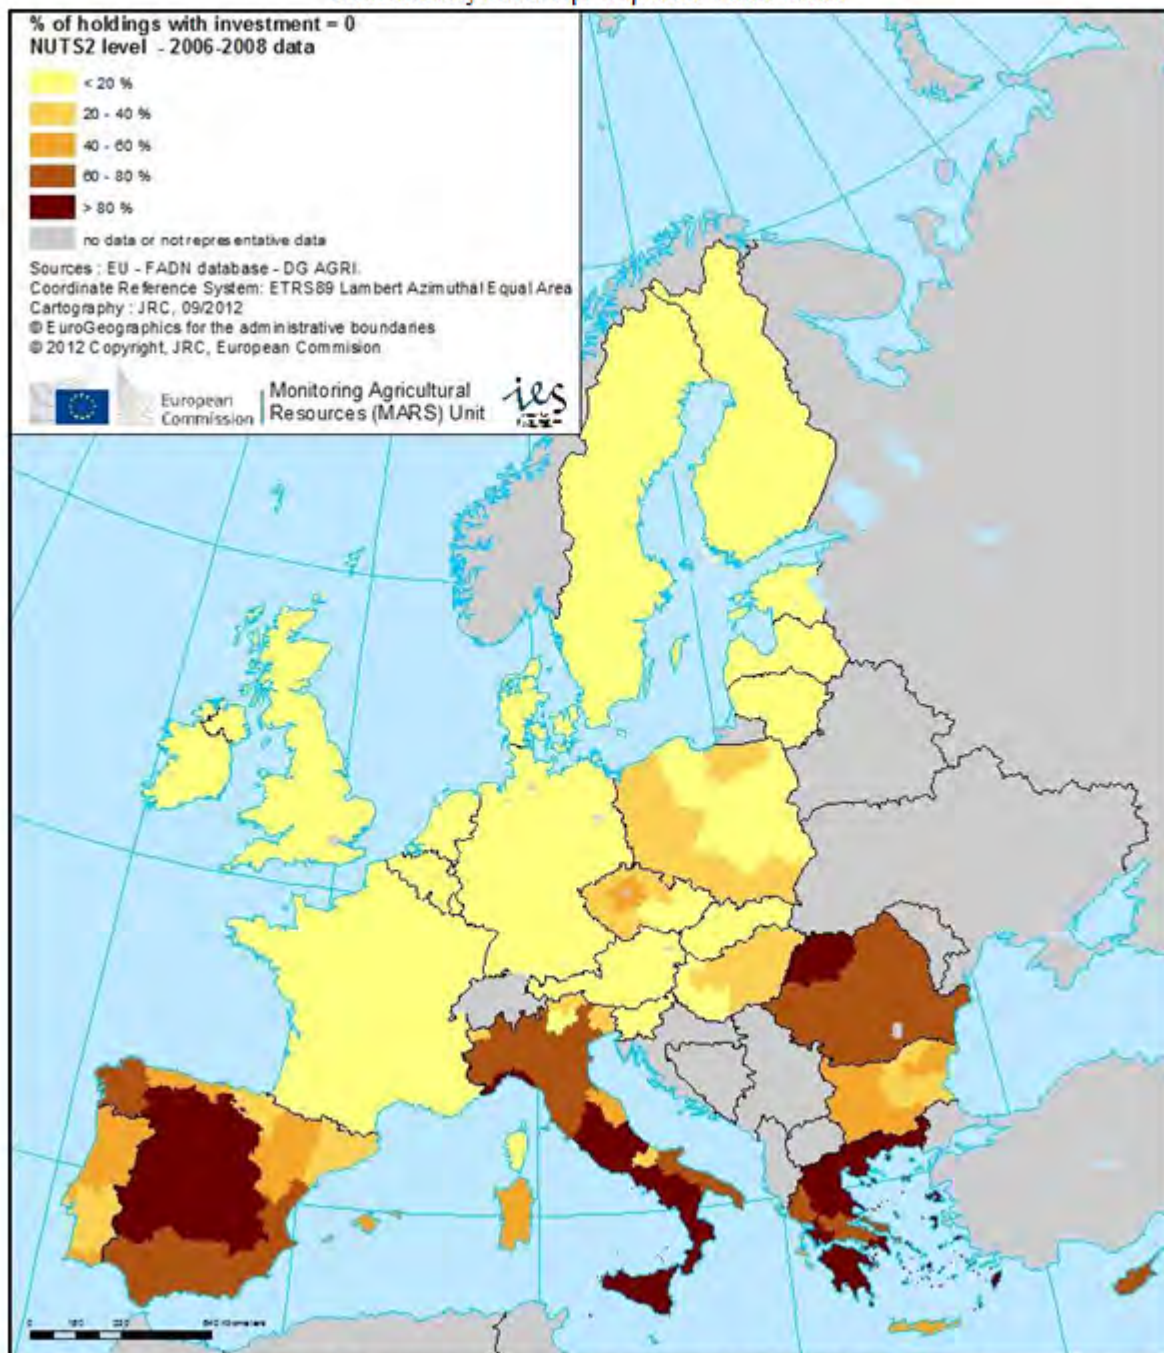 % of holdings with investment = 0
NUTS2 level - 2006-2008 data
< 20 %
20 - 40 %
40 - 60 %
60 - 80 %
> 80 %
no data or not representative data
Sources : EU - FADN database - DG AGRI.
Coordinate Reference System: ETRS89 Lambert Azimuthal Equal Area
Cartography : JRC, 09/2012
© EuroGeographics for the administrative boundaries
© 2012 Copyright, JRC, European Commision
European
Commission
Monitoring Agricultural
Resources (MARS) Unit
ies
0